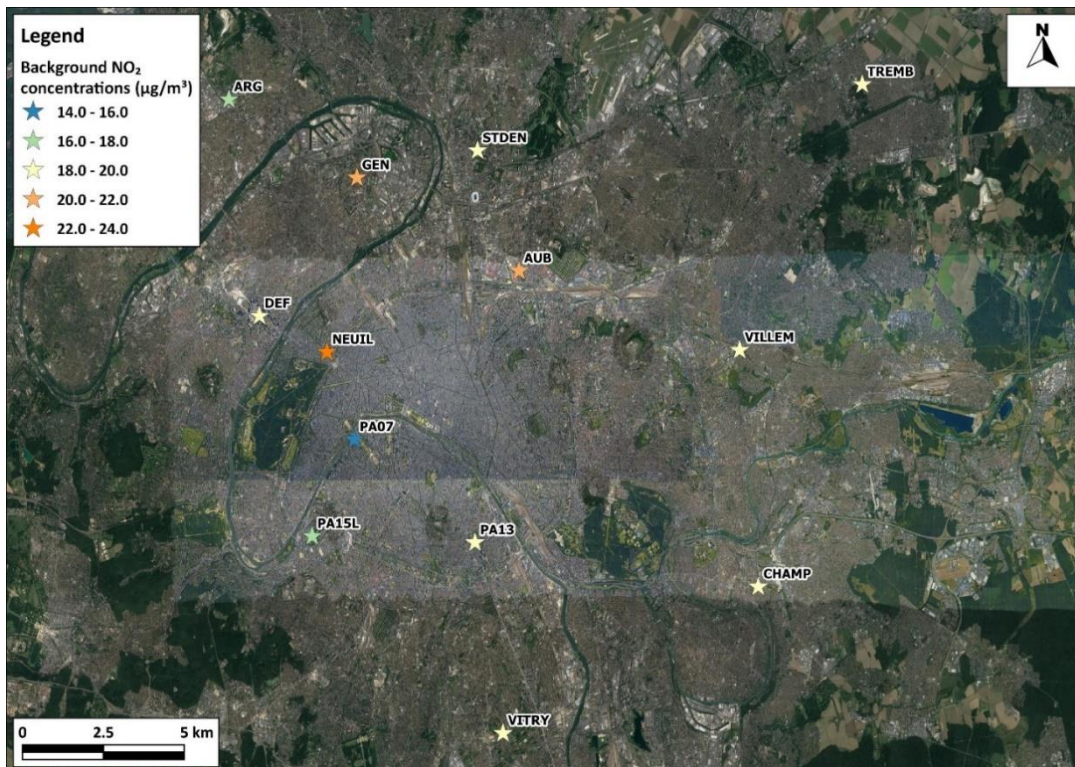 Legend
Background NO₂
concentrations (µg/m³)
14.0 - 16.0
16.0 - 18.0
18.0 - 20.0
20.0 - 22.0
22.0 - 24.0
N
ARG
TREMB
STDEN
GEN
AUB
DEF
NEUIL
VILLEM
PA07
PA15L
PA13
CHAMP
VITRY
0 2.5 5 km